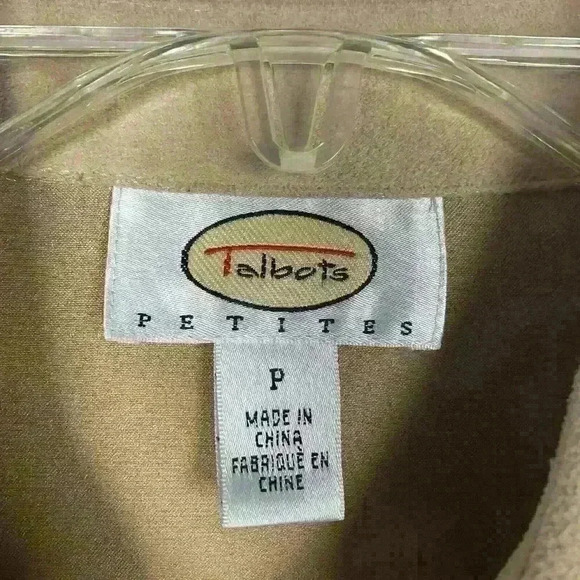 Talbots
PETITES
P
MADE IN
CHINA
FABRIQUÉ EN
CHINE